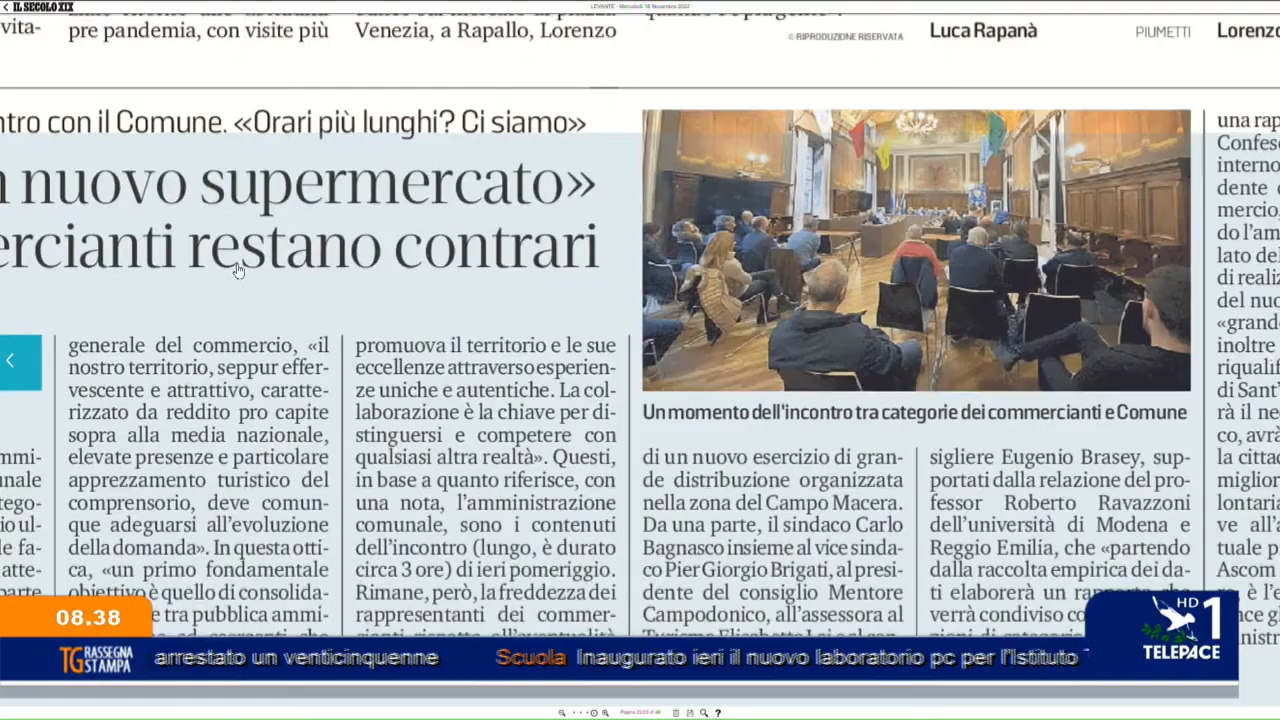 IL SECOLO XIX
LEVANTE - Mercoledì 16 Novembre 2022
vita-
pre pandemia, con visite più
Venezia, a Rapallo, Lorenzo
© RIPRODUZIONE RISERVATA
Luca Rapanà
PIUMETTI
Lorenzo
ntro con il Comune. «Orari più lunghi? Ci siamo»
nuovo supermercato»
ercianti restano contrari
generale del commercio, «il
nostro territorio, seppur effer-
vescente e attrattivo, caratte-
rizzato da reddito pro capite
sopra alla media nazionale,
elevate presenze e particolare
apprezzamento turistico del
comprensorio, deve comun-
que adeguarsi all'evoluzione
della domanda». In questa otti-
ca, «un primo fondamentale
obiettivo è quello di consolida-
tra pubblica ammi-
promuova il territorio e le sue
eccellenze attraverso esperien-
ze uniche e autentiche. La col-
laborazione è la chiave per di-
stinguersi e competere con
qualsiasi altra realtà». Questi,
in base a quanto riferisce, con
una nota, l'amministrazione
comunale, sono i contenuti
dell'incontro (lungo, è durato
circa 3 ore) di ieri pomeriggio.
Rimane, però, la freddezza dei
rappresentanti dei commer-
Un momento dell'incontro tra categorie dei commercianti e Comune
di un nuovo esercizio di gran-
de distribuzione organizzata
nella zona del Campo Macera.
Da una parte, il sindaco Carlo
Bagnasco insieme al vice sinda-
co Pier Giorgio Brigati, al presi-
dente del consiglio Mentore
Campodonico, all'assessora al
sigliere Eugenio Brasey, sup-
portati dalla relazione del pro-
fessor Roberto Ravazzoni
dell'università di Modena e
Reggio Emilia, che «partendo
dalla raccolta empirica dei da-
ti elaborerà un rapporto che
verrà condiviso co
una rap
Confese
interno
dente
mercio
do l'am
lato del
di realiz
del nuo
«grand
inoltre
riqualif
di Sant'
rà il ne
co, avrà
la citta
miglior
lontaria
ve all'a
tuale p
Ascom
08.38
TG RASSEGNA STAMPA
arrestato un venticinquenne Scuola Inaugurato ieri il nuovo laboratorio pc per l'Istituto
HD 1
TELEPACE